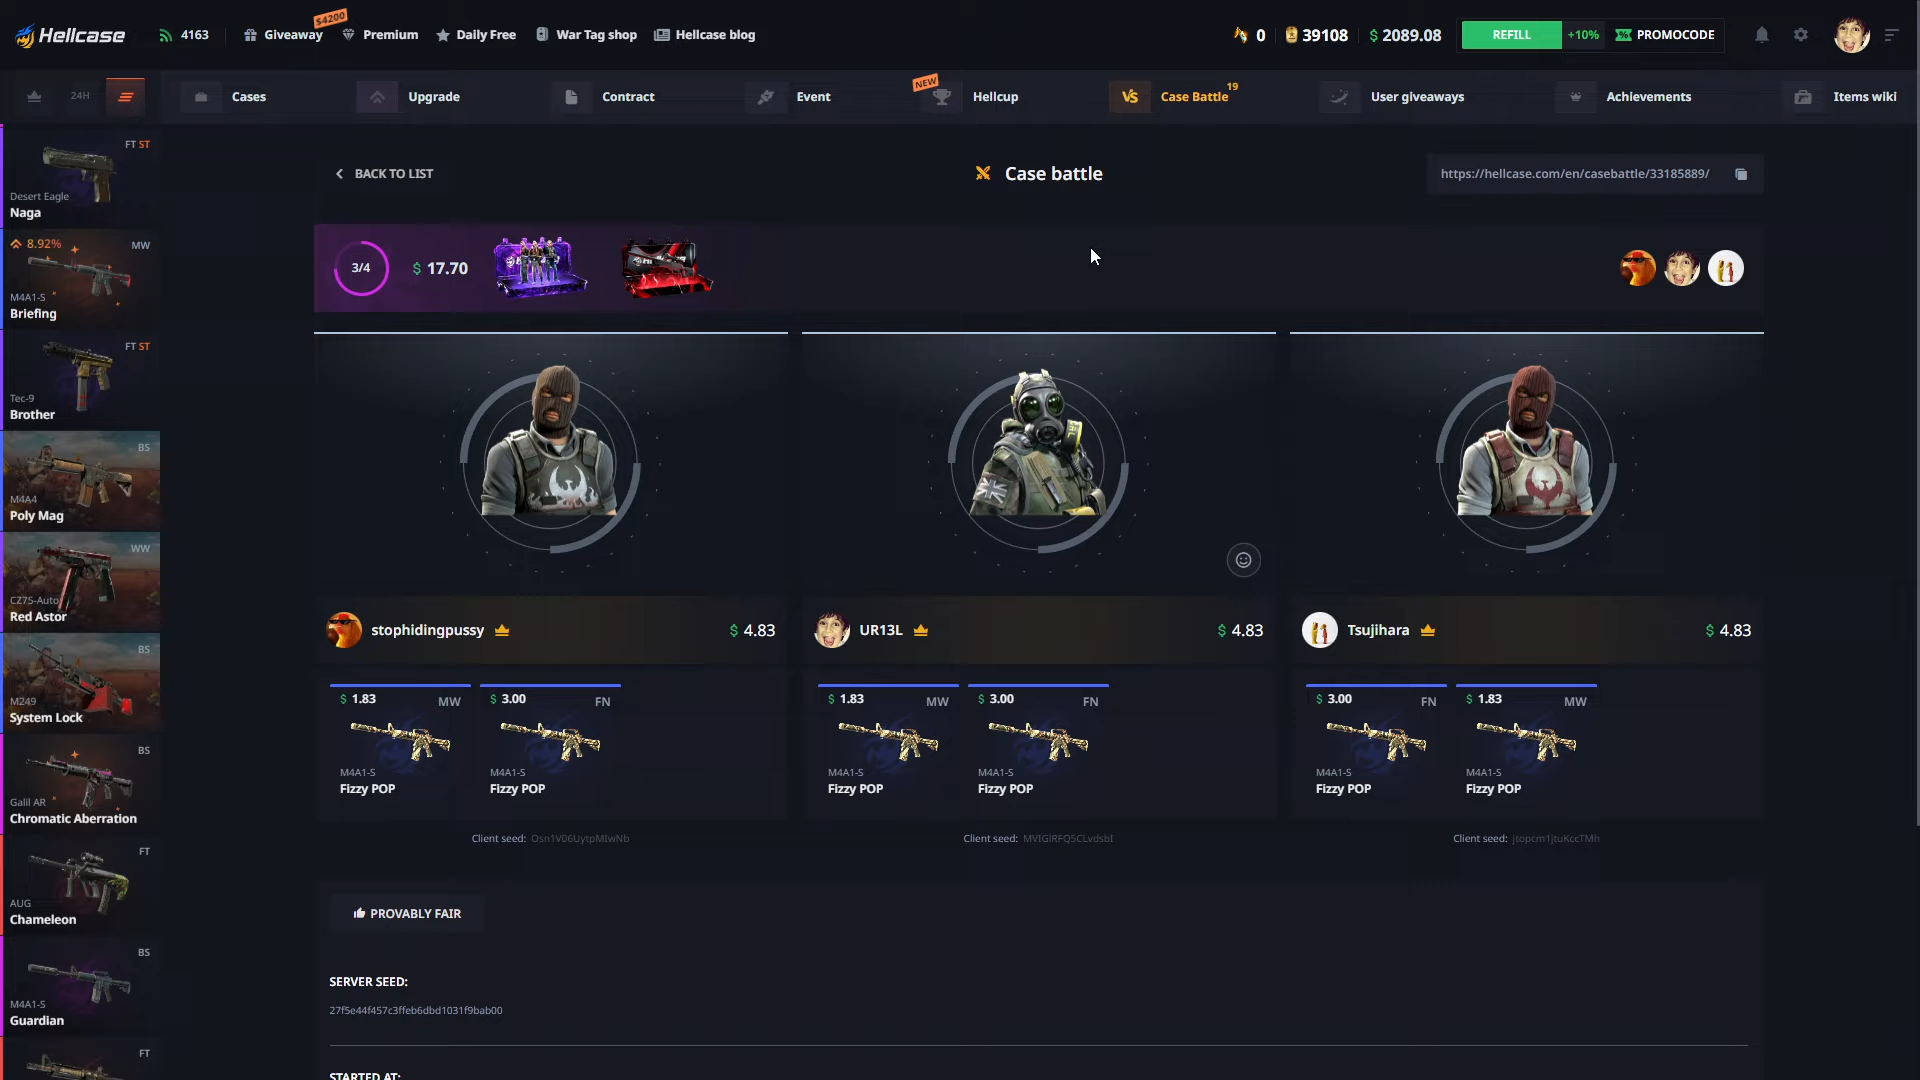 Hellcase 4163 $4200 Giveaway Premium Daily Free War Tag shop Hellcase blog 0 39108 $ 2089.08 REFILL +10% PROMOCODE
24H Cases Upgrade Contract Event NEW Hellcup VS Case Battle 19 User giveaways Achievements Items wiki
FT ST
Desert Eagle
Naga
8.92% MW
M4A1-S
Briefing
FT ST
Tec-9
Brother
BS
M4A4
Poly Mag
WW
CZ75-Auto
Red Astor
BS
M249
System Lock
BS
Galil AR
Chromatic Aberration
FT
AUG
Chameleon
BS
M4A1-S
Guardian
FT
BACK TO LIST
Case battle
https://hellcase.com/en/casebattle/33185889/
3/4 $ 17.70
stophidingpussy $ 4.83
$ 1.83 MW
M4A1-S
Fizzy POP
$ 3.00 FN
M4A1-S
Fizzy POP
Client seed: Osn1V06UytpMIwNb
UR13L $ 4.83
$ 1.83 MW
M4A1-S
Fizzy POP
$ 3.00 FN
M4A1-S
Fizzy POP
Client seed:
Tsujihara $ 4.83
$ 3.00 FN
M4A1-S
Fizzy POP
$ 1.83 MW
M4A1-S
Fizzy POP
Client seed:
PROVABLY FAIR
SERVER SEED:
27f5e44f457c3ffeb6dbd1031f9bab00
STARTED AT: